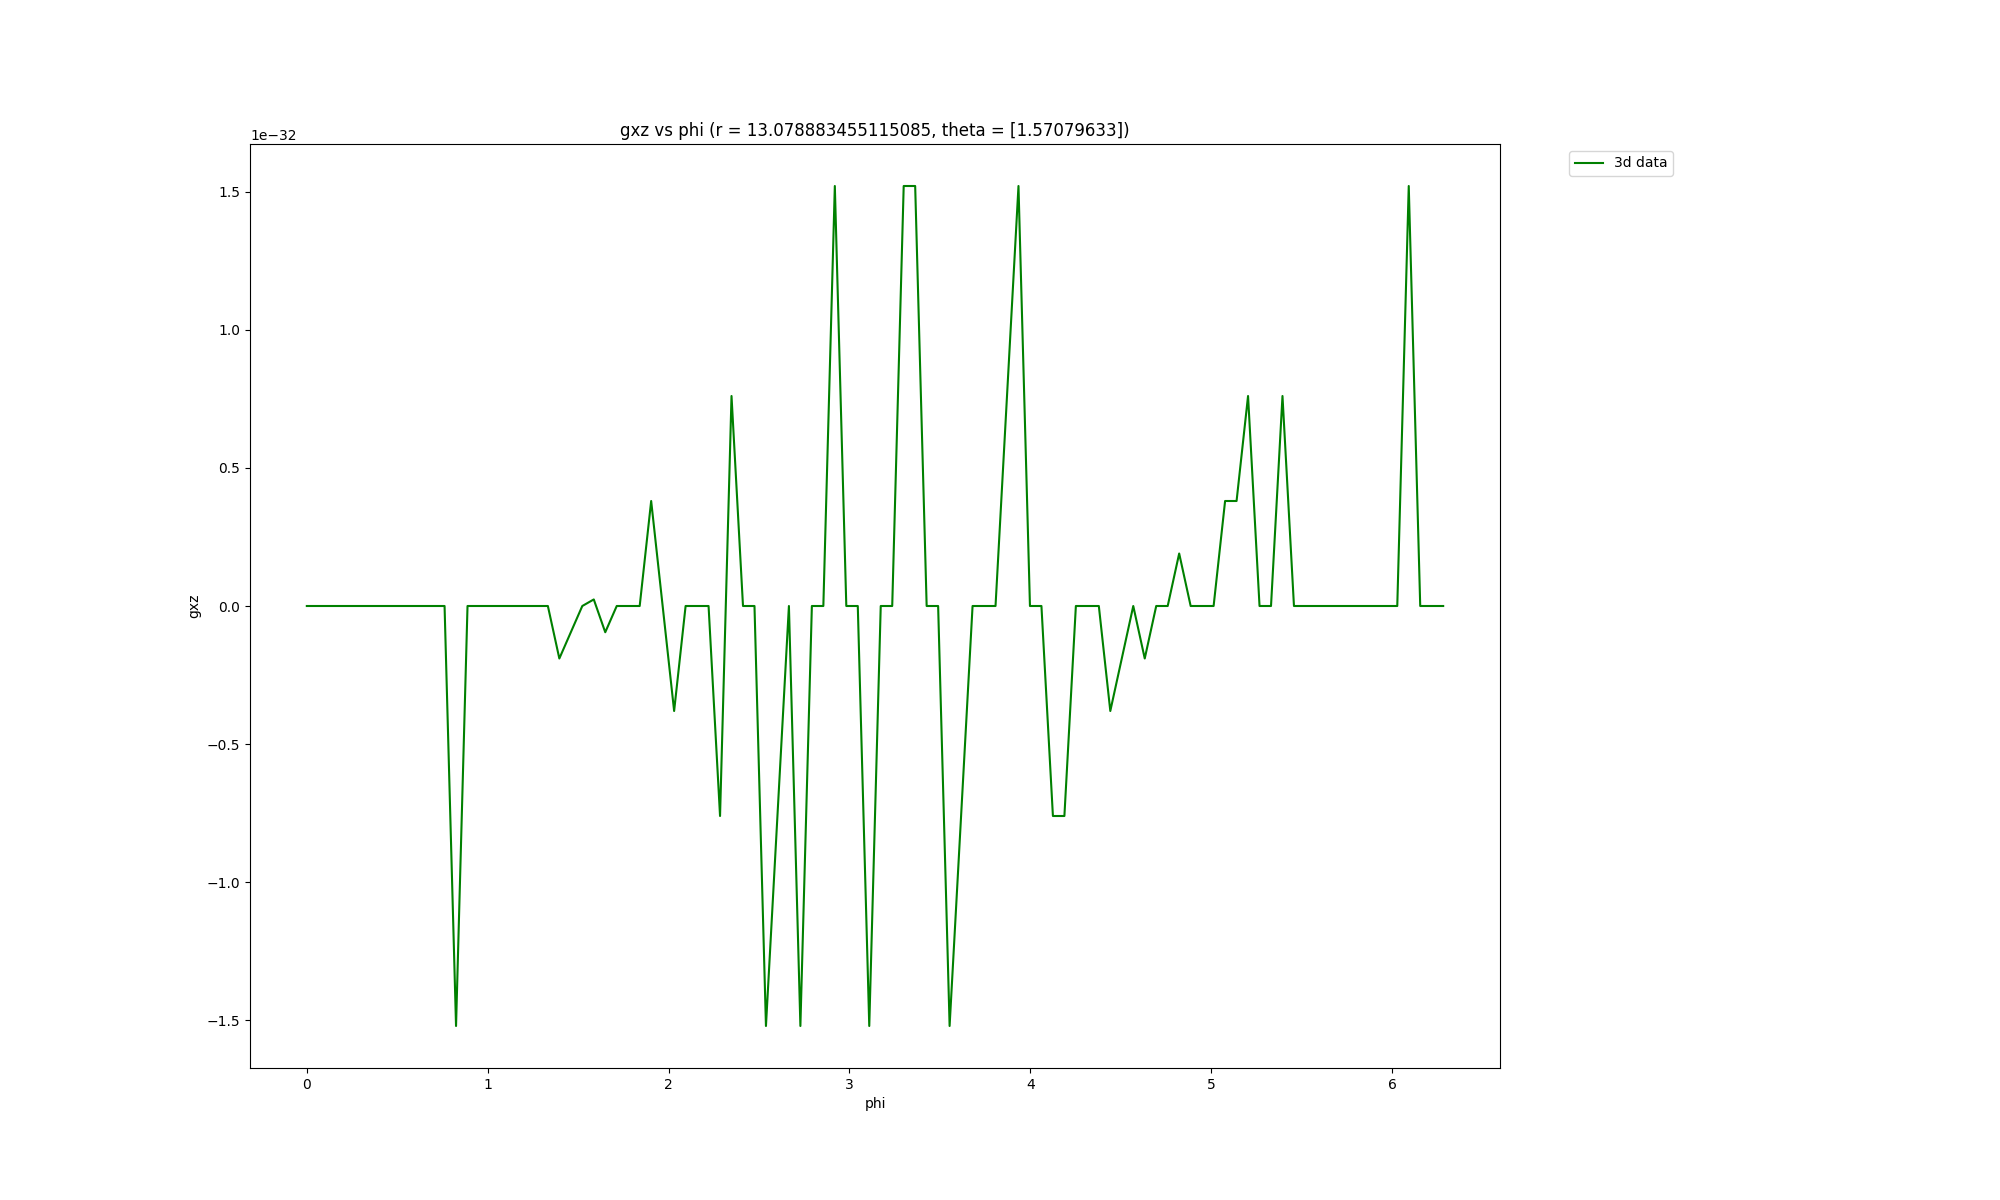 gxz vs phi (r = 13.078883455115085, theta = [1.57079633])
1e−32
3d data
1.5
1.0
0.5
0.0
−0.5
−1.0
−1.5
gxz
0 1 2 3 4 5 6
phi